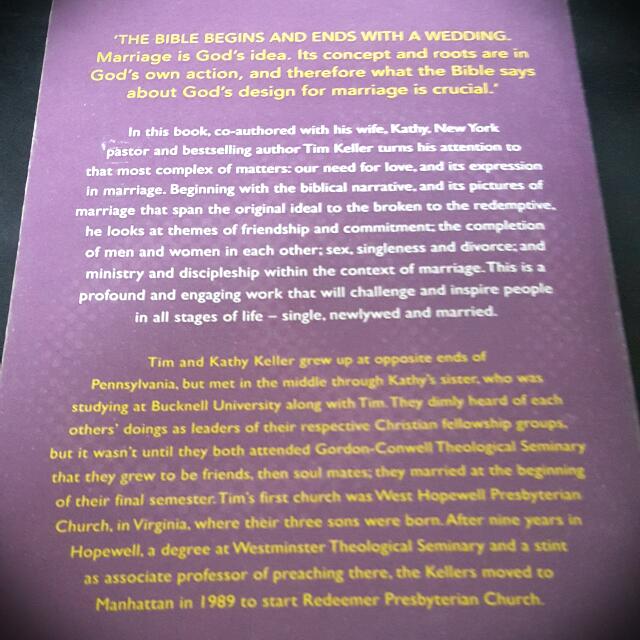 'THE BIBLE BEGINS AND ENDS WITH A WEDDING.
Marriage is God's idea. Its concept and roots are in
God's own action, and therefore what the Bible says
about God's design for marriage is crucial.'
In this book, co-authored with his wife, Kathy, New York
pastor and bestselling author Tim Keller turns his attention to
that most complex of matters: our need for love, and its expression
in marriage. Beginning with the biblical narrative, and its pictures of
marriage that span the original ideal to the broken to the redemptive,
he looks at themes of friendship and commitment; the completion
of men and women in each other; sex, singleness and divorce; and
ministry and discipleship within the context of marriage. This is a
profound and engaging work that will challenge and inspire people
in all stages of life – single, newlywed and married.
Tim and Kathy Keller grew up at opposite ends of
Pennsylvania, but met in the middle through Kathy's sister, who was
studying at Bucknell University along with Tim. They dimly heard of each
others' doings as leaders of their respective Christian fellowship groups,
but it wasn't until they both attended Gordon-Conwell Theological Seminary
that they grew to be friends, then soul mates; they married at the beginning
of their final semester. Tim's first church was West Hopewell Presbyterian
Church, in Virginia, where their three sons were born. After nine years in
Hopewell, a degree at Westminster Theological Seminary and a stint
as associate professor of preaching there, the Kellers moved to
Manhattan in 1989 to start Redeemer Presbyterian Church.